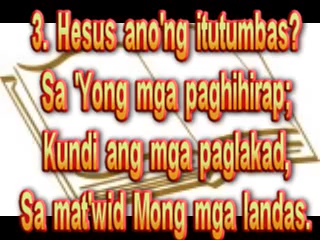 3. Hesus ano'ng itutumbas?
Sa 'Yong mga paghihirap;
Kundi ang mga paglakad,
Sa mat'wid Mong mga landas.